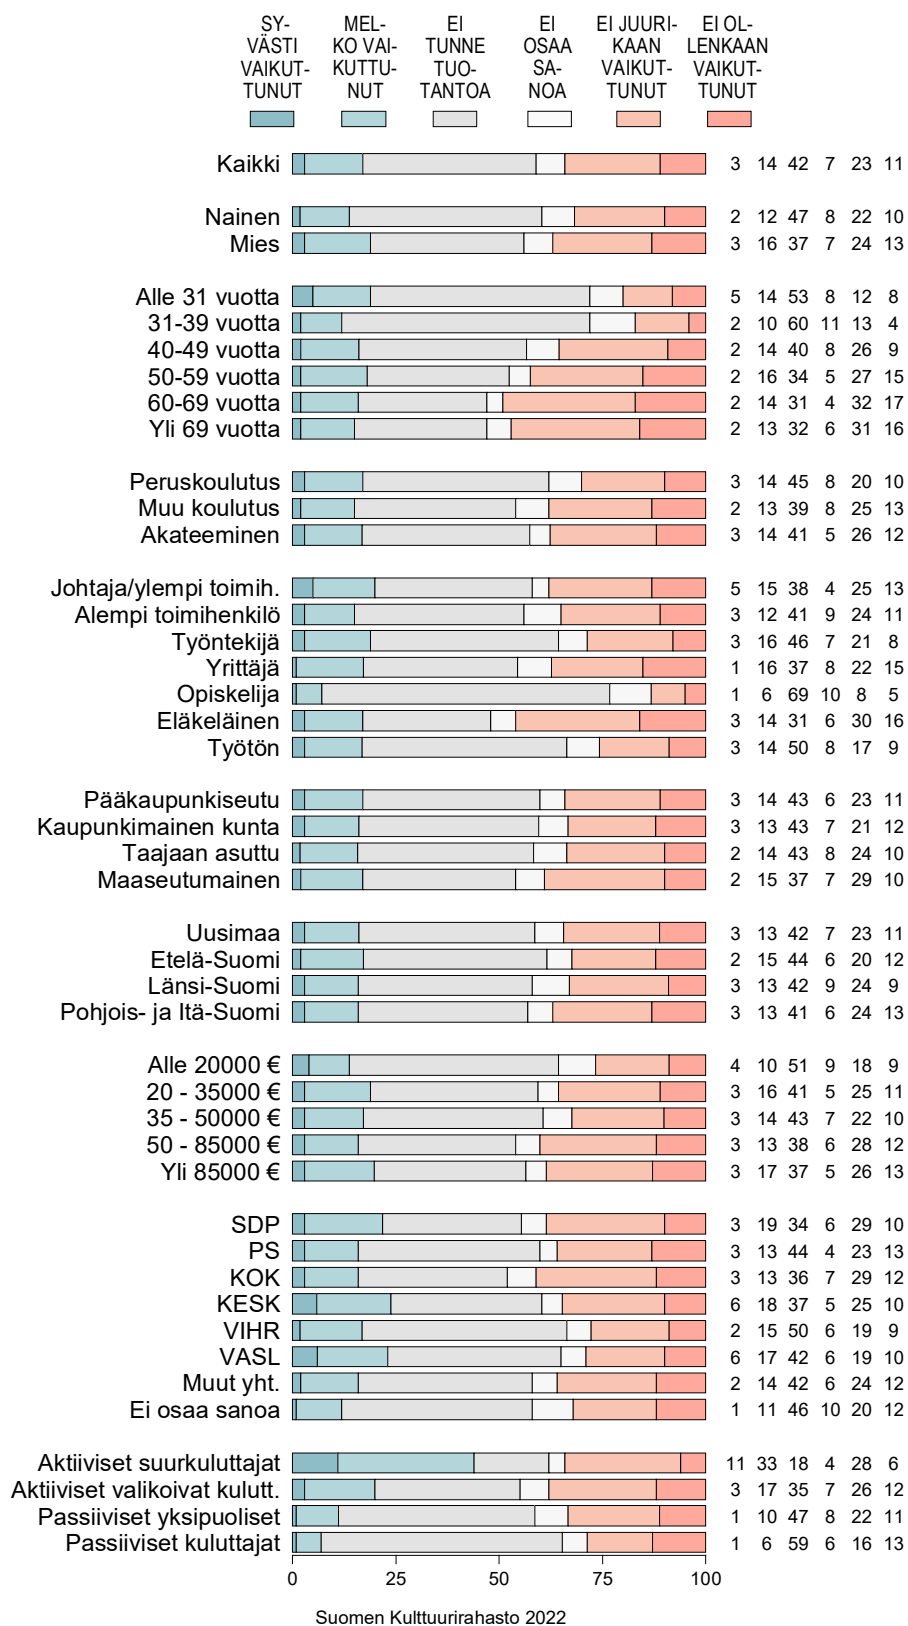 SY-
VÄSTI
VAIKUT-
TUNUT
MEL-
KO VAI-
KUTTU-
NUT
EI
TUNNE
TUO-
TANTOA
EI
OSAA
SA-
NOA
EI JUURI-
KAAN
VAIKUT-
TUNUT
EI OL-
LENKAAN
VAIKUT-
TUNUT
Kaikki 3 14 42 7 23 11
Nainen 2 12 47 8 22 10
Mies 3 16 37 7 24 13
Alle 31 vuotta 5 14 53 8 12 8
31-39 vuotta 2 10 60 11 13 4
40-49 vuotta 2 14 40 8 26 9
50-59 vuotta 2 16 34 5 27 15
60-69 vuotta 2 14 31 4 32 17
Yli 69 vuotta 2 13 32 6 31 16
Peruskoulutus 3 14 45 8 20 10
Muu koulutus 2 13 39 8 25 13
Akateeminen 3 14 41 5 26 12
Johtaja/ylempi toimih. 5 15 38 4 25 13
Alempi toimihenkilö 3 12 41 9 24 11
Työntekijä 3 16 46 7 21 8
Yrittäjä 1 16 37 8 22 15
Opiskelija 1 6 69 10 8 5
Eläkeläinen 3 14 31 6 30 16
Työtön 3 14 50 8 17 9
Pääkaupunkiseutu 3 14 43 6 23 11
Kaupunkimainen kunta 3 13 43 7 21 12
Taajaan asuttu 2 14 43 8 24 10
Maaseutumainen 2 15 37 7 29 10
Uusimaa 3 13 42 7 23 11
Etelä-Suomi 2 15 44 6 20 12
Länsi-Suomi 3 13 42 9 24 9
Pohjois- ja Itä-Suomi 3 13 41 6 24 13
Alle 20000 € 4 10 51 9 18 9
20 - 35000 € 3 16 41 5 25 11
35 - 50000 € 3 14 43 7 22 10
50 - 85000 € 3 13 38 6 28 12
Yli 85000 € 3 17 37 5 26 13
SDP 3 19 34 6 29 10
PS 3 13 44 4 23 13
KOK 3 13 36 7 29 12
KESK 6 18 37 5 25 10
VIHR 2 15 50 6 19 9
VASL 6 17 42 6 19 10
Muut yht. 2 14 42 6 24 12
Ei osaa sanoa 1 11 46 10 20 12
Aktiiviset suurkuluttajat 11 33 18 4 28 6
Aktiiviset valikoivat kulutt. 3 17 35 7 26 12
Passiiviset yksipuoliset 1 10 47 8 22 11
Passiiviset kuluttajat 1 6 59 6 16 13
0 25 50 75 100
Suomen Kulttuurirahasto 2022